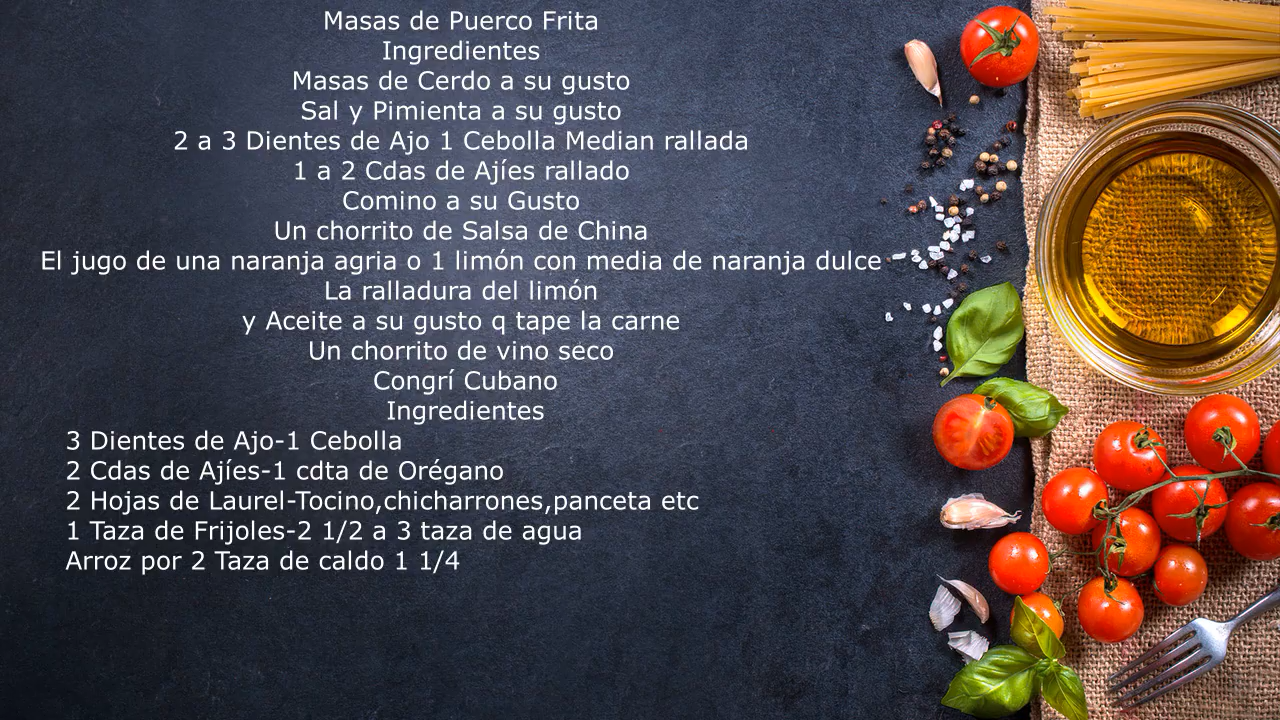 Masas de Puerco Frita
Ingredientes
Masas de Cerdo a su gusto
Sal y Pimienta a su gusto
2 a 3 Dientes de Ajo 1 Cebolla Median rallada
1 a 2 Cdas de Ajíes rallado
Comino a su Gusto
Un chorrito de Salsa de China
El jugo de una naranja agria o 1 limón con media de naranja dulce
La ralladura del limón
y Aceite a su gusto q tape la carne
Un chorrito de vino seco
Congrí Cubano
Ingredientes
3 Dientes de Ajo-1 Cebolla
2 Cdas de Ajíes-1 cdta de Orégano
2 Hojas de Laurel-Tocino,chicharrones,panceta etc
1 Taza de Frijoles-2 1/2 a 3 taza de agua
Arroz por 2 Taza de caldo 1 1/4